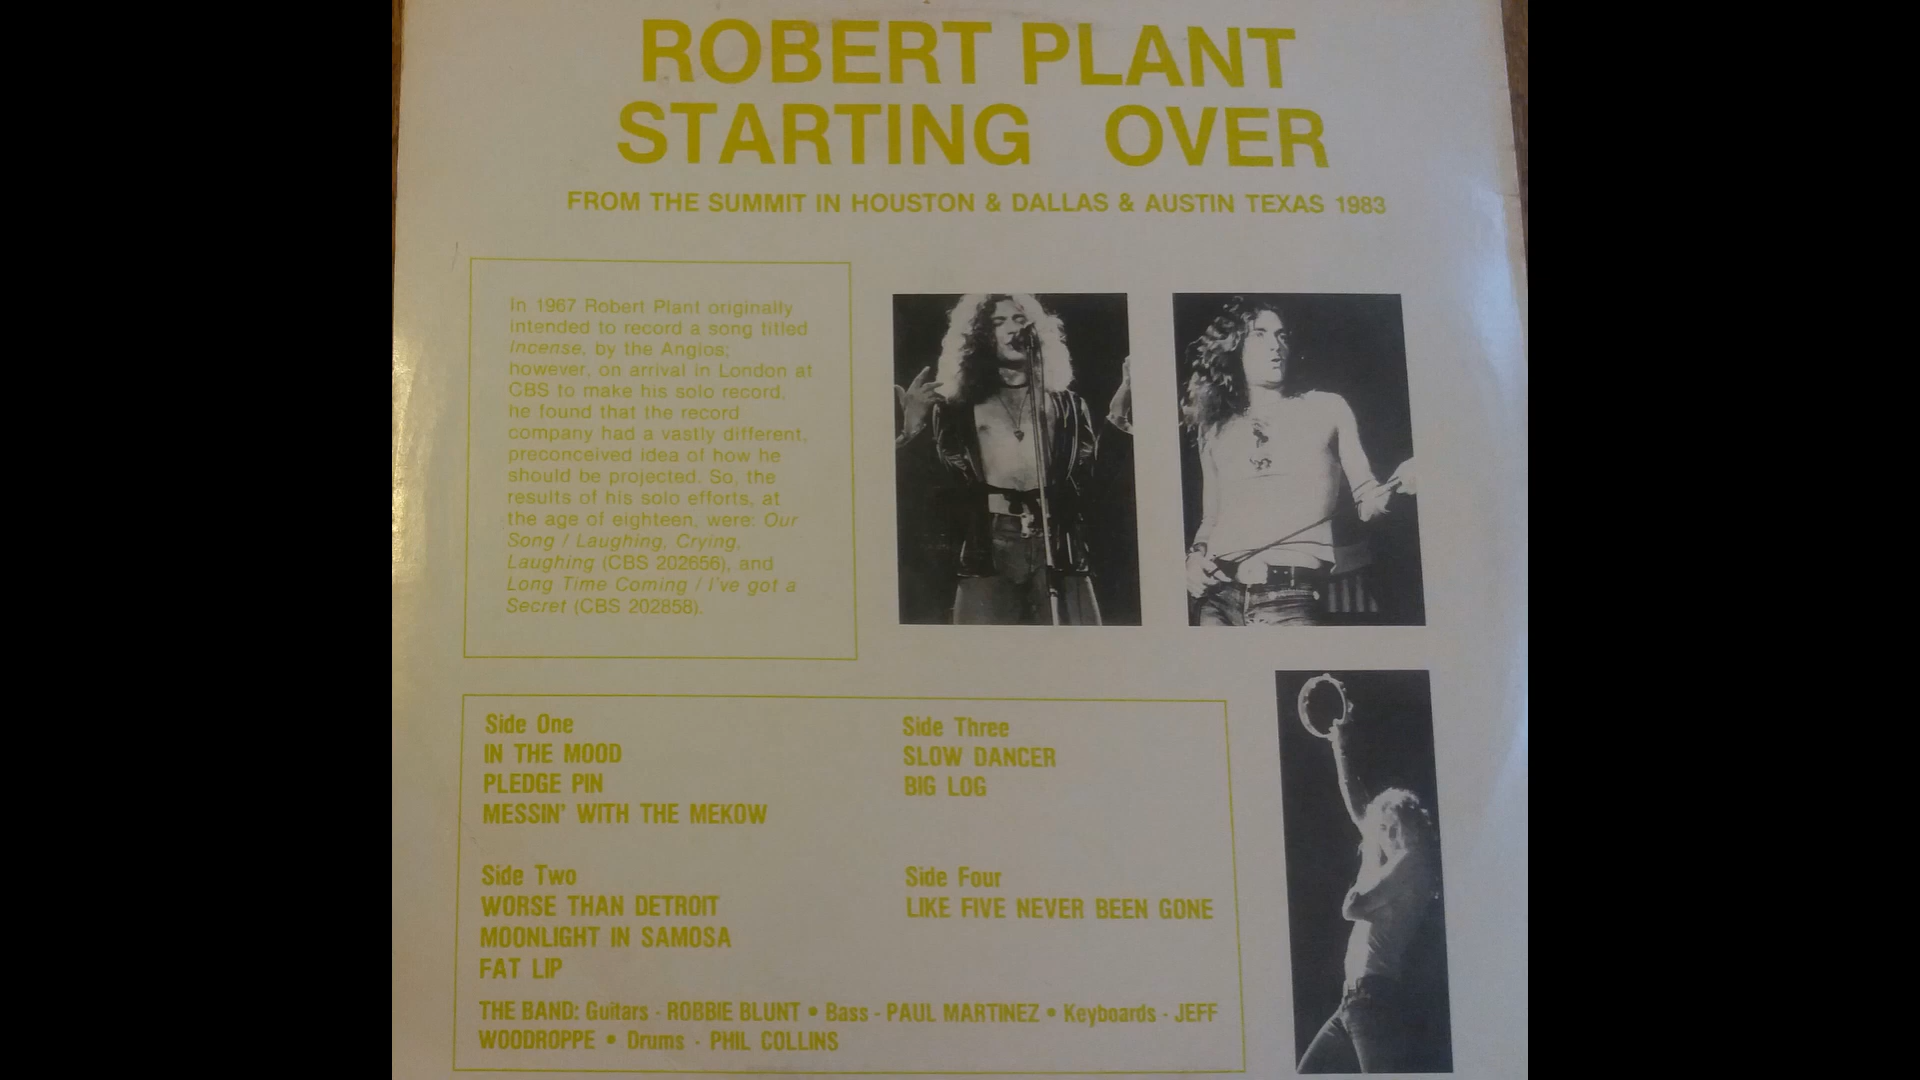 ROBERT PLANT
STARTING OVER
FROM THE SUMMIT IN HOUSTON & DALLAS & AUSTIN TEXAS 1983
In 1967 Robert Plant originally
intended to record a song titled
Incense, by the Anglos;
however, on arrival in London at
CBS to make his solo record,
he found that the record
company had a vastly different,
preconceived idea of how he
should be projected. So, the
results of his solo efforts, at
the age of eighteen, were: Our
Song / Laughing, Crying,
Laughing (CBS 202656), and
Long Time Coming / I've got a
Secret (CBS 202858).
Side One
IN THE MOOD
PLEDGE PIN
MESSIN' WITH THE MEKOW
Side Two
WORSE THAN DETROIT
MOONLIGHT IN SAMOSA
FAT LIP
Side Three
SLOW DANCER
BIG LOG
Side Four
LIKE FIVE NEVER BEEN GONE
THE BAND: Guitars - ROBBIE BLUNT • Bass - PAUL MARTINEZ • Keyboards - JEFF
WOODROPPE • Drums - PHIL COLLINS